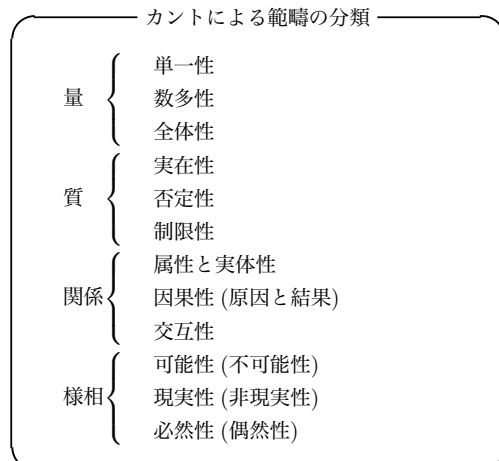 カントによる範疇の分類
単一性
量 数多性
全体性
実在性
質 否定性
制限性
属性と実体性
関係 因果性 (原因と結果)
交互性
可能性 (不可能性)
様相 現実性 (非現実性)
必然性 (偶然性)